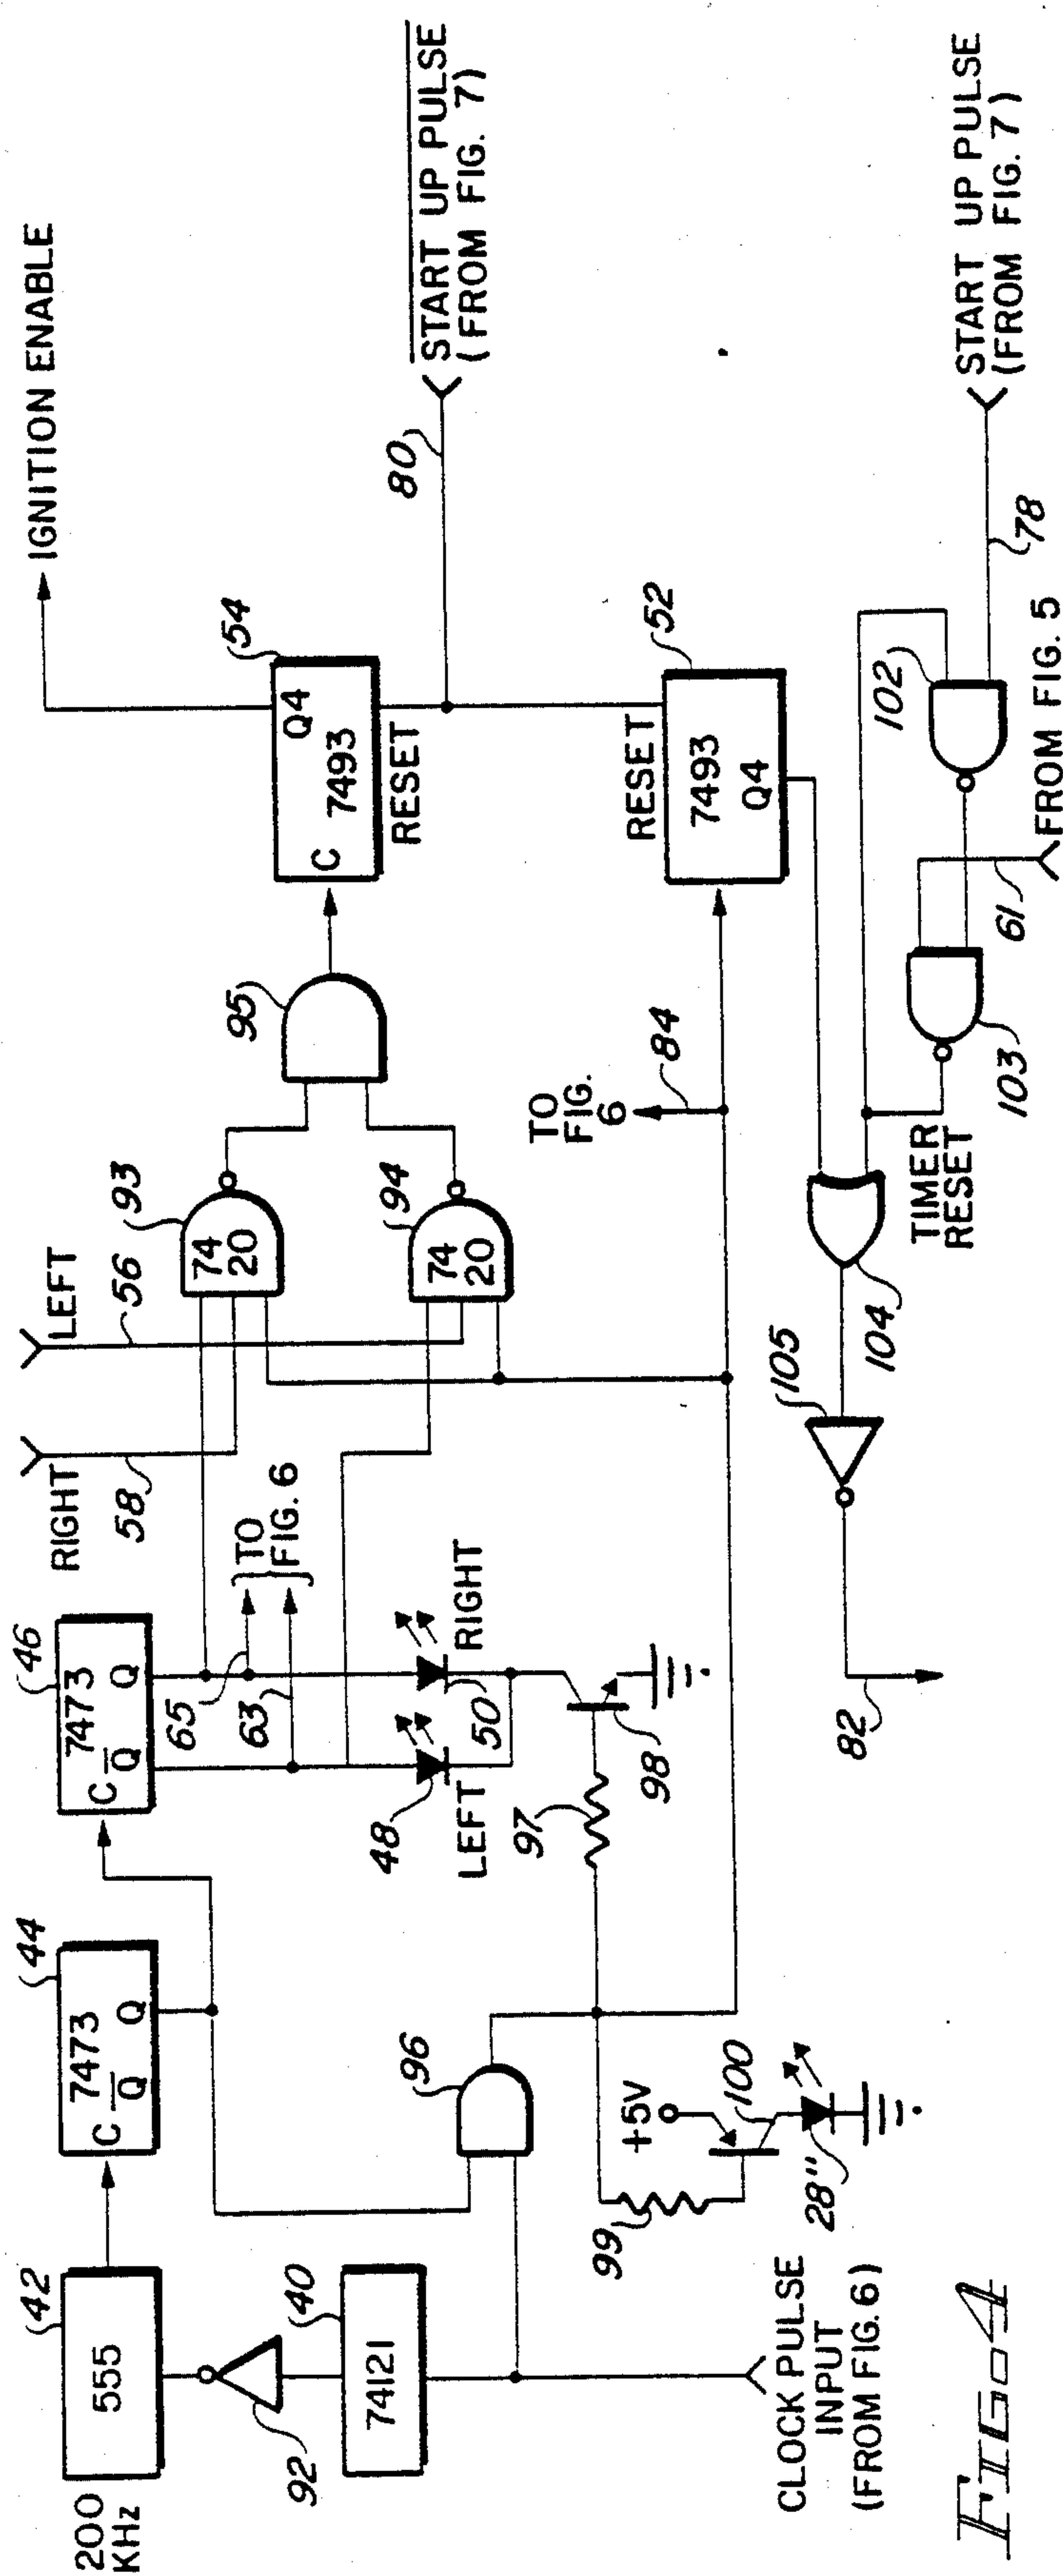 200
KHz
42
555
92
40
74121
CLOCK PULSE
INPUT
(FROM FIG. 6)
44
C 7473
Q̅ Q
96
99
+5V
100
28"
46
C 7473
Q̅ Q
65
63
TO
FIG. 6
48
LEFT
50
RIGHT
97
98
RIGHT
58
LEFT
56
93
74
20
94
74
20
95
TO
FIG.
6
84
54
Q4
C 7493
RESET
IGNITION ENABLE
80
START UP PULSE
(FROM FIG. 7)
52
RESET
7493
Q4
82
105
104
TIMER
RESET
103
61
FROM FIG. 5
102
78
START UP PULSE
(FROM FIG. 7)
FIG. 4